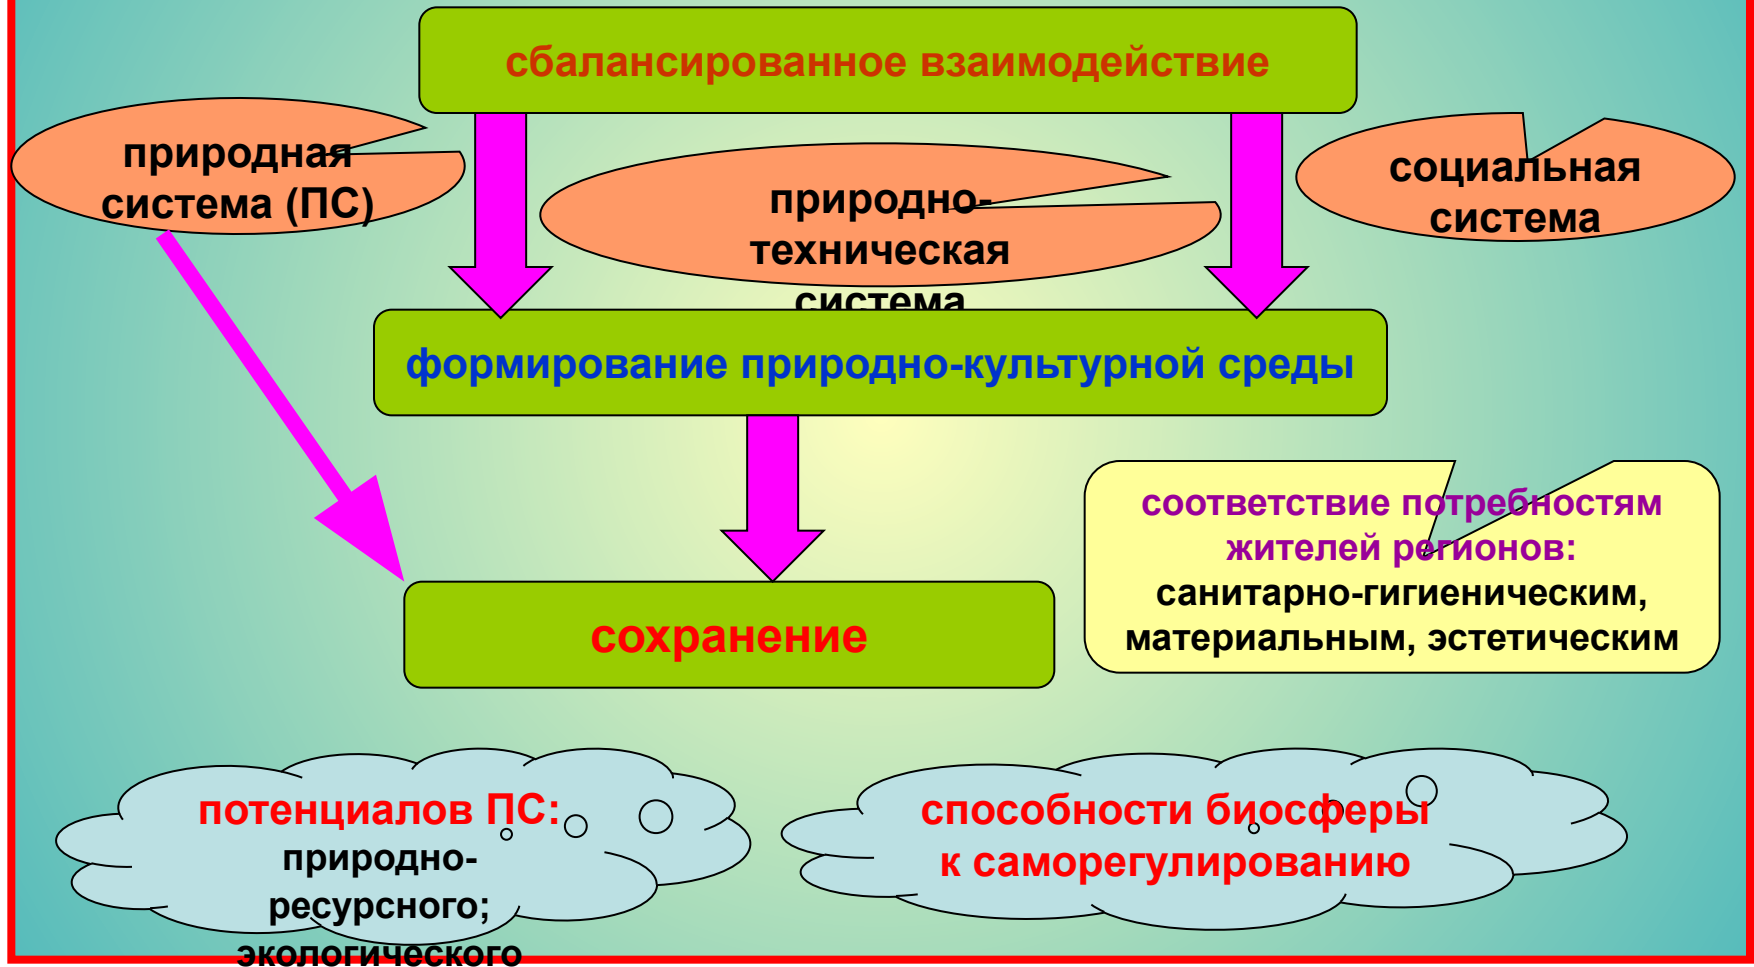 сбалансированное взаимодействие
природная
система (ПС)
природно-
техническая
система
социальная
система
формирование природно-культурной среды
соответствие потребностям
жителей регионов:
санитарно-гигиеническим,
материальным, эстетическим
сохранение
потенциалов ПС:
природно-
ресурсного;
экологического
способности биосферы
к саморегулированию